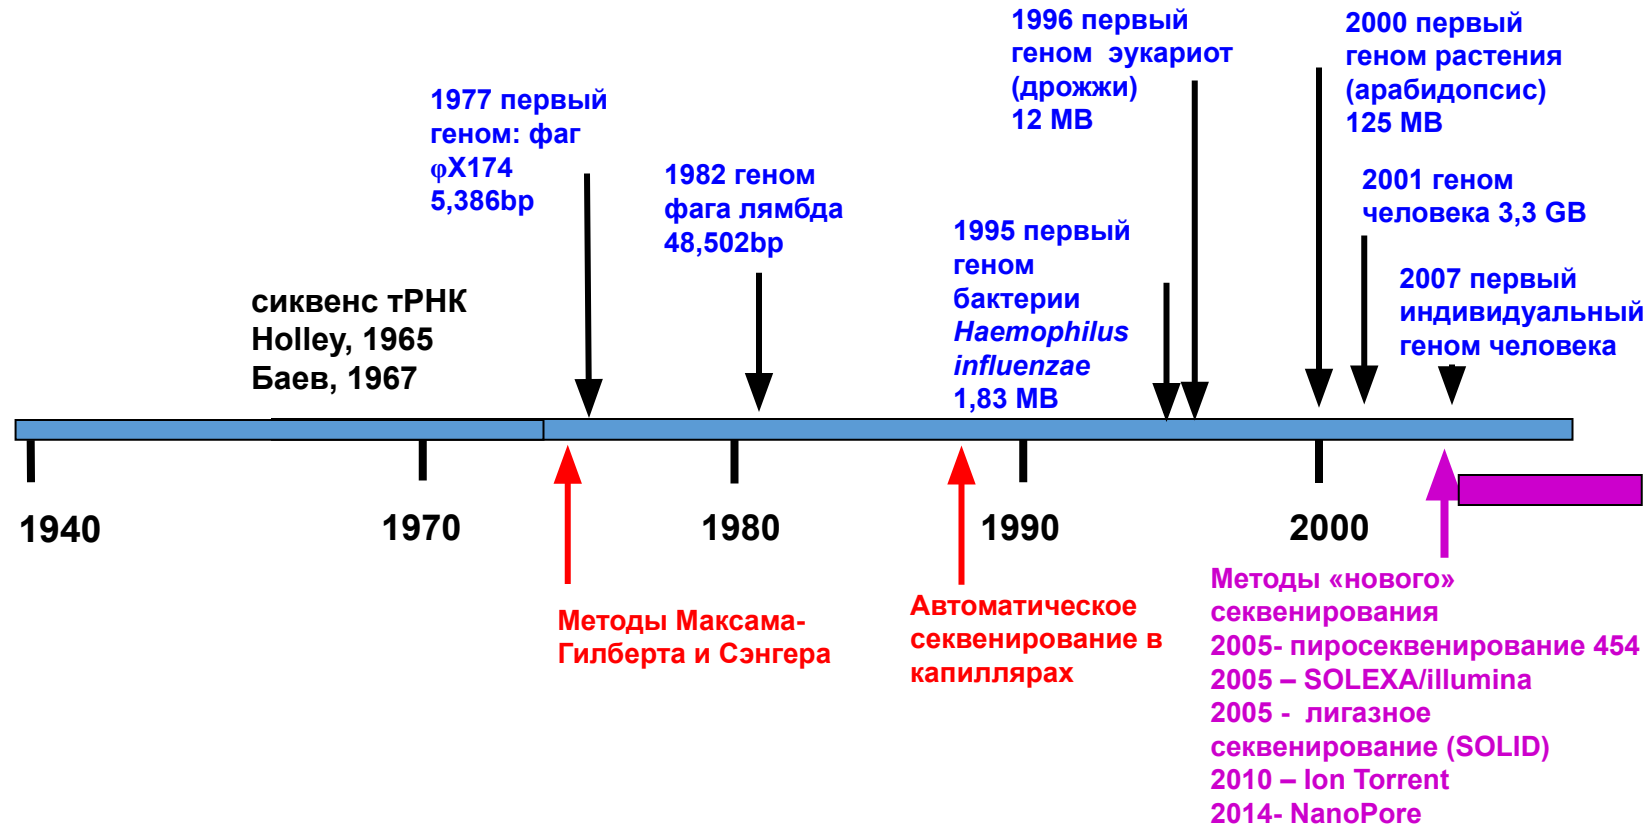 1977 первый
геном: фаг
φX174
5,386bp
1982 геном
фага лямбда
48,502bp
1996 первый
геном эукариот
(дрожжи)
12 MB
2000 первый
геном растения
(арабидопсис)
125 MB
2001 геном
человека 3,3 GB
1995 первый
геном
бактерии
Haemophilus
influenzae
1,83 MB
2007 первый
индивидуальный
геном человека
сиквенс тРНК
Holley, 1965
Баев, 1967
1940
1970
1980
1990
2000
Методы Максама-
Гилберта и Сэнгера
Автоматическое
секвенирование в
капиллярах
Методы «нового»
секвенирования
2005- пиросеквенирование 454
2005 – SOLEXA/illumina
2005 - лигазное
секвенирование (SOLID)
2010 – Ion Torrent
2014- NanoPore